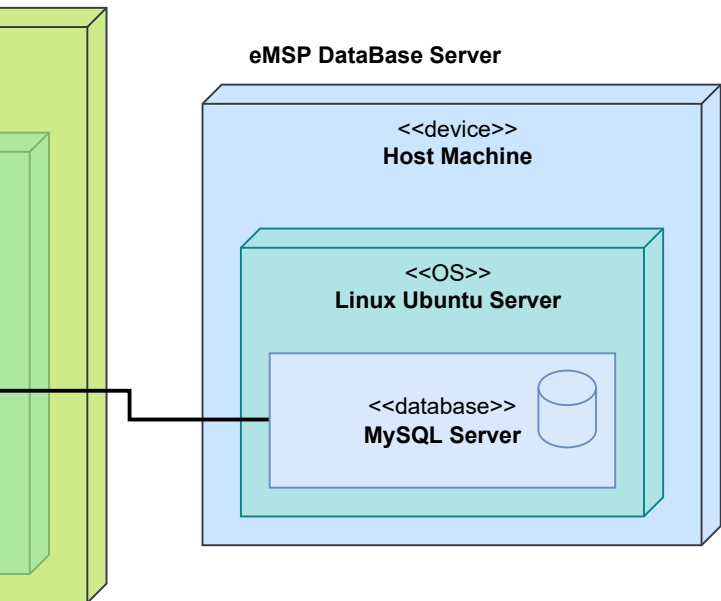 eMSP DataBase Server
<<device>>
Host Machine
<<OS>>
Linux Ubuntu Server
<<database>>
MySQL Server